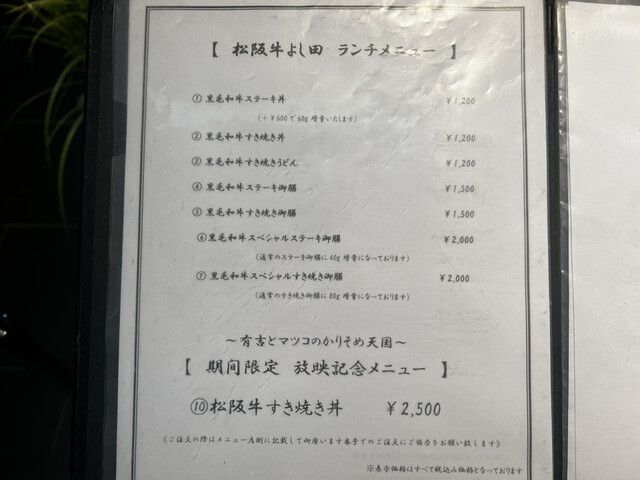 【 松阪牛よし田 ランチメニュー 】
① 黒毛和牛ステーキ丼 ¥1,200
(+¥600で60g増量いたします)
② 黒毛和牛すき焼き丼 ¥1,200
③ 黒毛和牛すき焼きうどん ¥1,200
④ 黒毛和牛ステーキ御膳 ¥1,500
⑤ 黒毛和牛すき焼き御膳 ¥1,500
⑥黒毛和牛スペシャルステーキ御膳 ¥2,000
(通常のステーキ御膳に60g増量になっております)
⑦ 黒毛和牛スペシャルすき焼き御膳 ¥2,000
(通常のすき焼き御膳に80g増量になっております)
～有吉とマツコのかりそめ天国～
【 期間限定 放映記念メニュー 】
⑩松阪牛すき焼き丼 ¥2,500
《ご注文の際はメニュー左側に記載して御座います番号でのご注文にご協力をお願い致します》
※表示価格はすべて税込み価格となっております